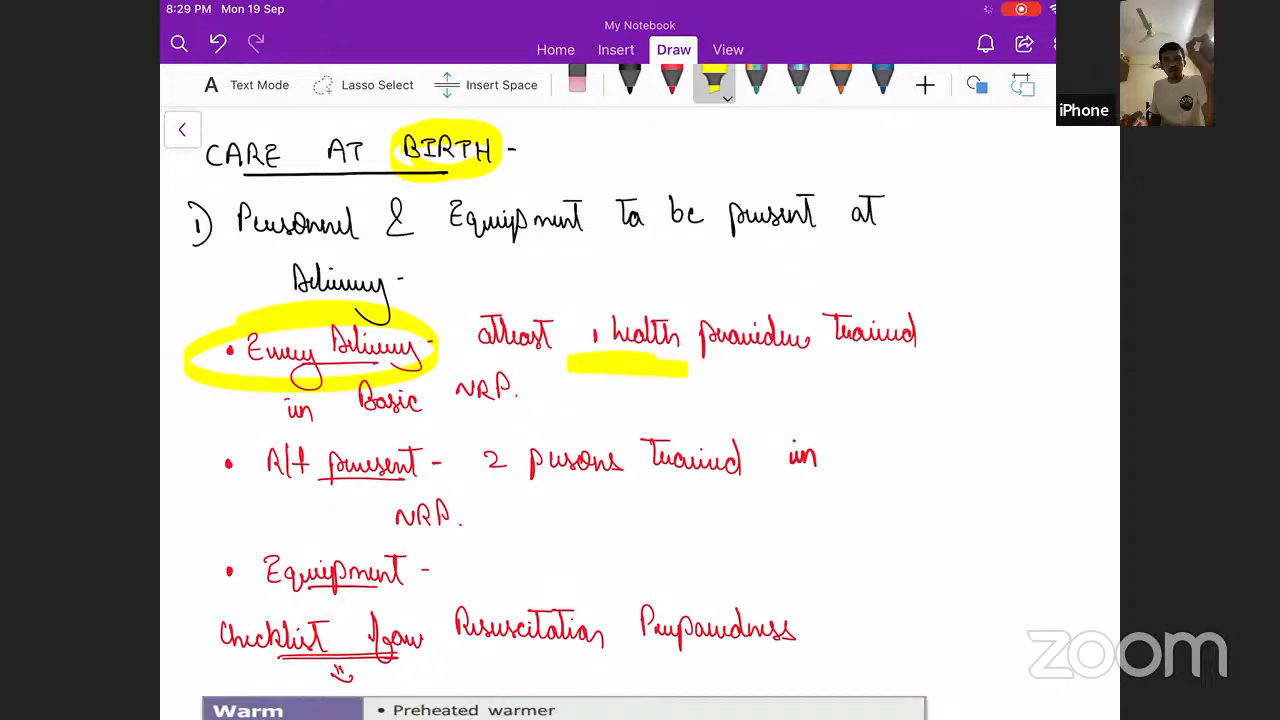 8:29 PM Mon 19 Sep
My Notebook
Home Insert Draw View
A Text Mode Lasso Select Insert Space
iPhone
CARE AT BIRTH -
1) Personnel & Equipment to be present at
Delivery -
• Every Delivery - atleast 1 health provider trained
in Basic NRP.
• R/f present - 2 persons trained in
NRP.
• Equipment -
Checklist for Resuscitation Preparedness
zoom
Warm • Preheated warmer